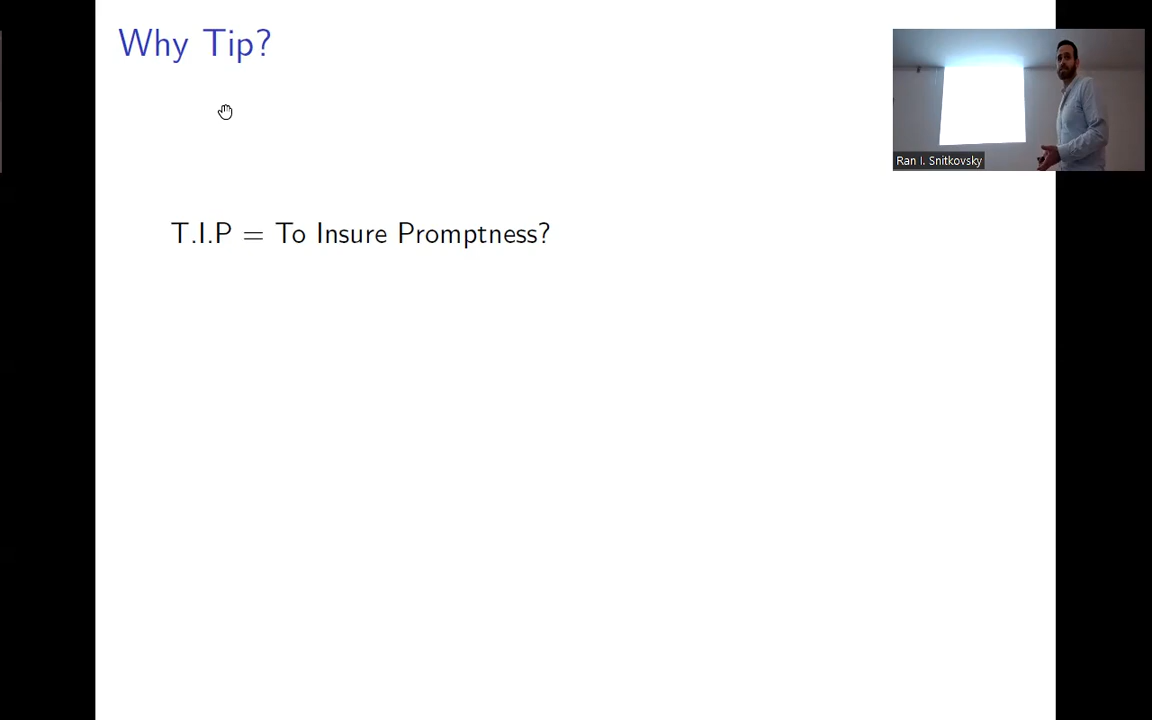 Why Tip?
Ran I. Snitkovsky
T.I.P = To Insure Promptness?